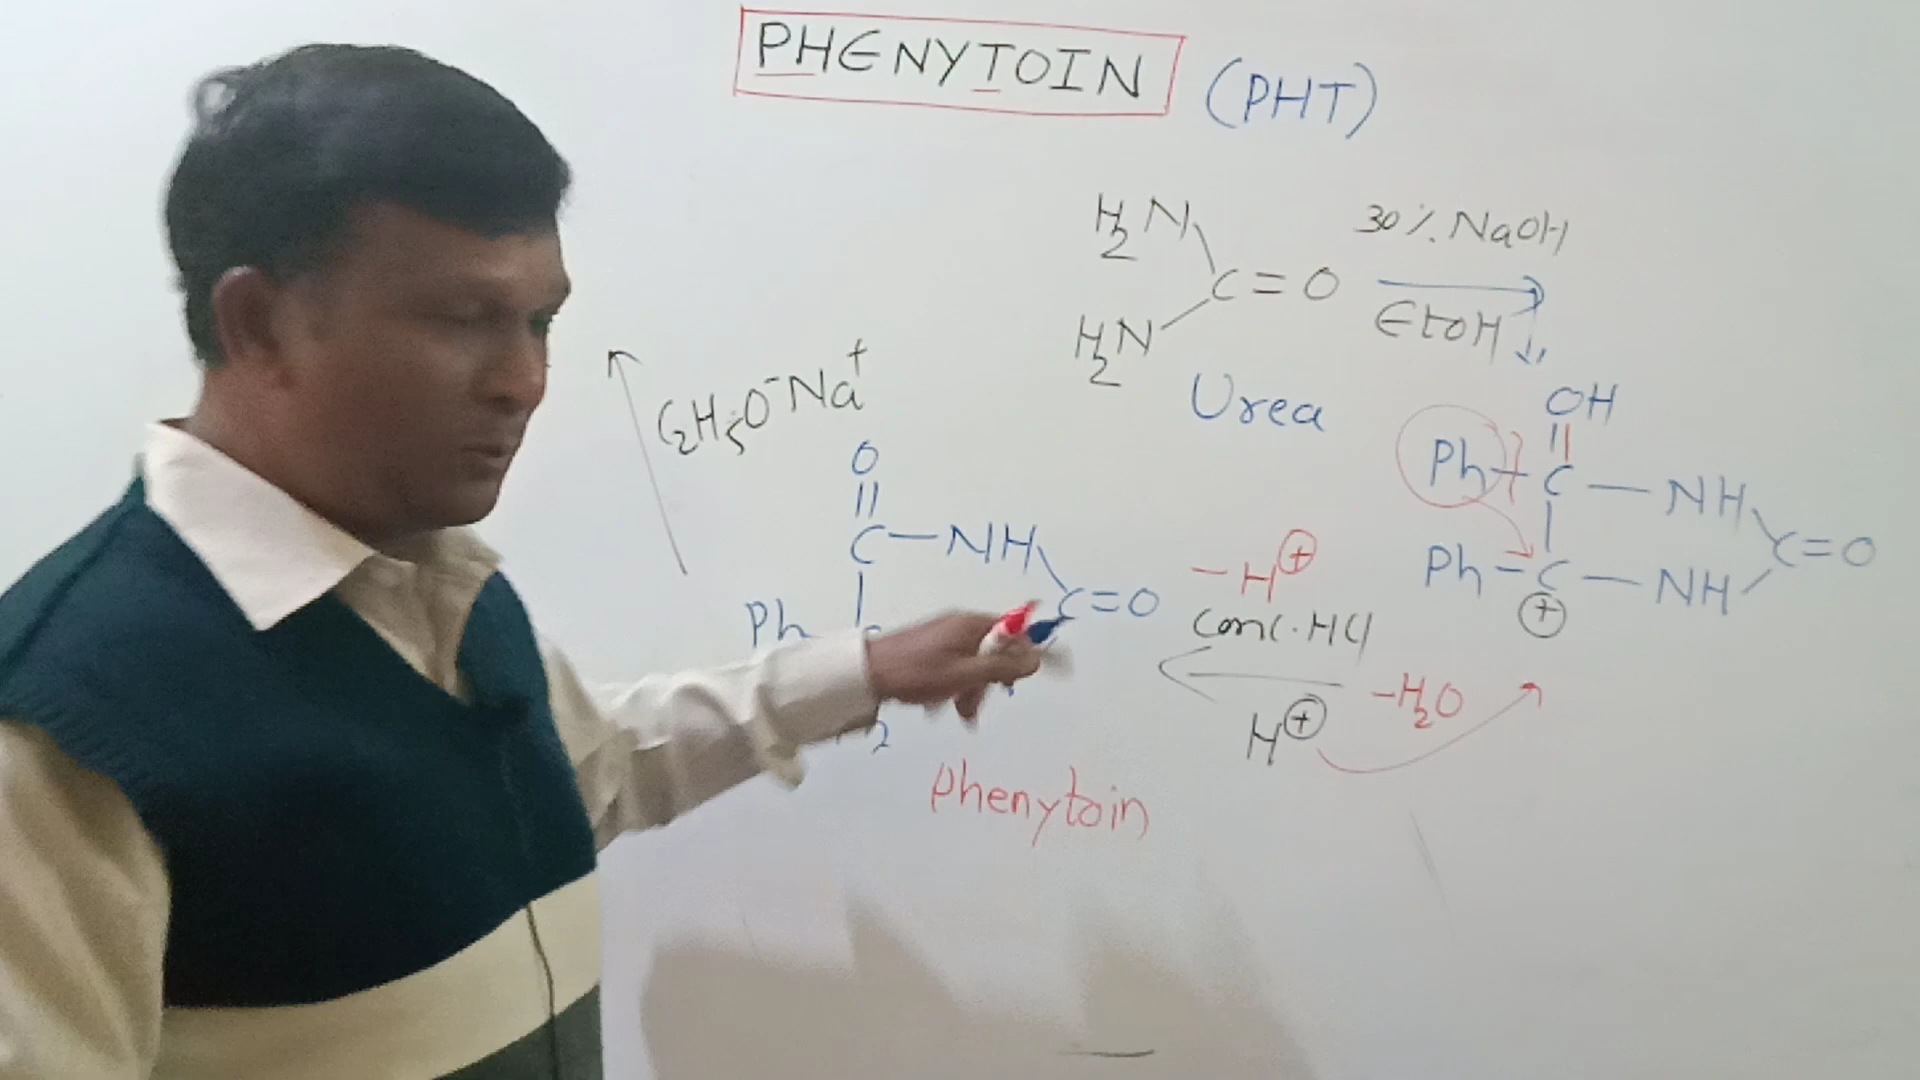 PHENYTOIN (PHT)
H2N
C=O
H2N
Urea
30% NaOH
EtOH
OH
Ph C NH
C=O
Ph C NH
⊕
-H⊕
Conc. HCl
H⊕ -H2O
C2H5O⁻Na⁺
O
C-NH
C=O
Ph
2
Phenytoin